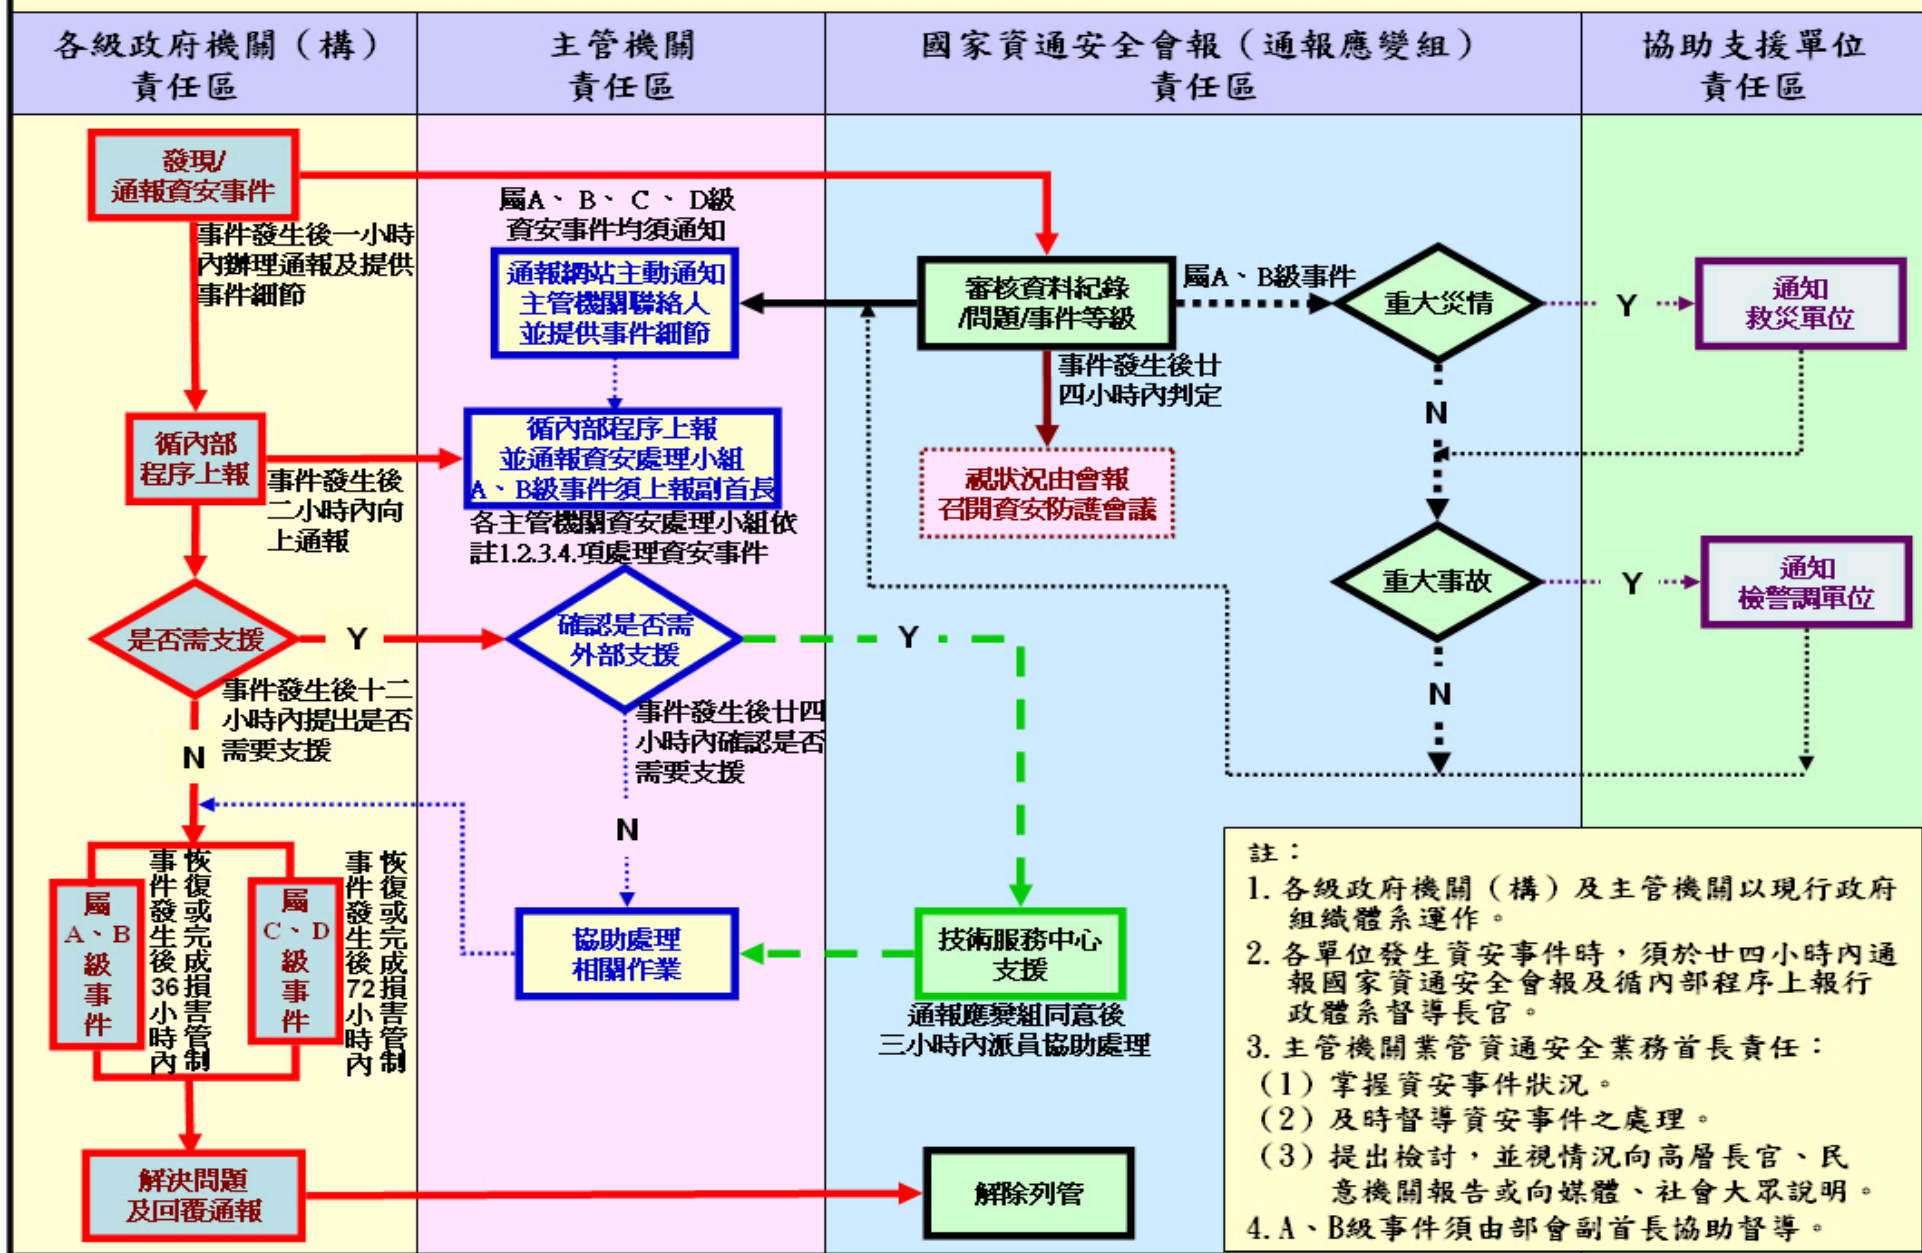 各級政府機關（構）
責任區
主管機關
責任區
國家資通安全會報（通報應變組）
責任區
協助支援單位
責任區
發現/
通報資安事件
事件發生後一小時
內辦理通報及提供
事件細節
循內部
程序上報
事件發生後
二小時內向
上通報
是否需支援
Y
事件發生後十二
小時內提出是否
需要支援
N
屬
A、B
級
事
件
恢復或完成損害管制
事件發生後36小時內
屬
C、D
級
事
件
恢復或完成損害管制
事件發生後72小時內
解決問題
及回覆通報
屬A、B、C、D級
資安事件均須通知
通報網站主動通知
主管機關聯絡人
並提供事件細節
循內部程序上報
並通報資安處理小組
A、B級事件須上報副首長
各主管機關資安處理小組依
註1.2.3.4.項處理資安事件
確認是否需
外部支援
Y
事件發生後廿四
小時內確認是否
需要支援
N
協助處理
相關作業
審核資料紀錄
/問題/事件等級
屬A、B級事件
事件發生後廿
四小時內判定
視狀況由會報
召開資安防護會議
重大災情
Y
N
重大事故
Y
N
技術服務中心
支援
通報應變組同意後
三小時內派員協助處理
解除列管
通知
救災單位
通知
檢警調單位
註：
1.各級政府機關（構）及主管機關以現行政府
組織體系運作。
2.各單位發生資安事件時，須於廿四小時內通
報國家資通安全會報及循內部程序上報行
政體系督導長官。
3.主管機關業管資通安全業務首長責任：
（1）掌握資安事件狀況。
（2）及時督導資安事件之處理。
（3）提出檢討，並視情況向高層長官、民
意機關報告或向媒體、社會大眾說明。
4.A、B級事件須由部會副首長協助督導。